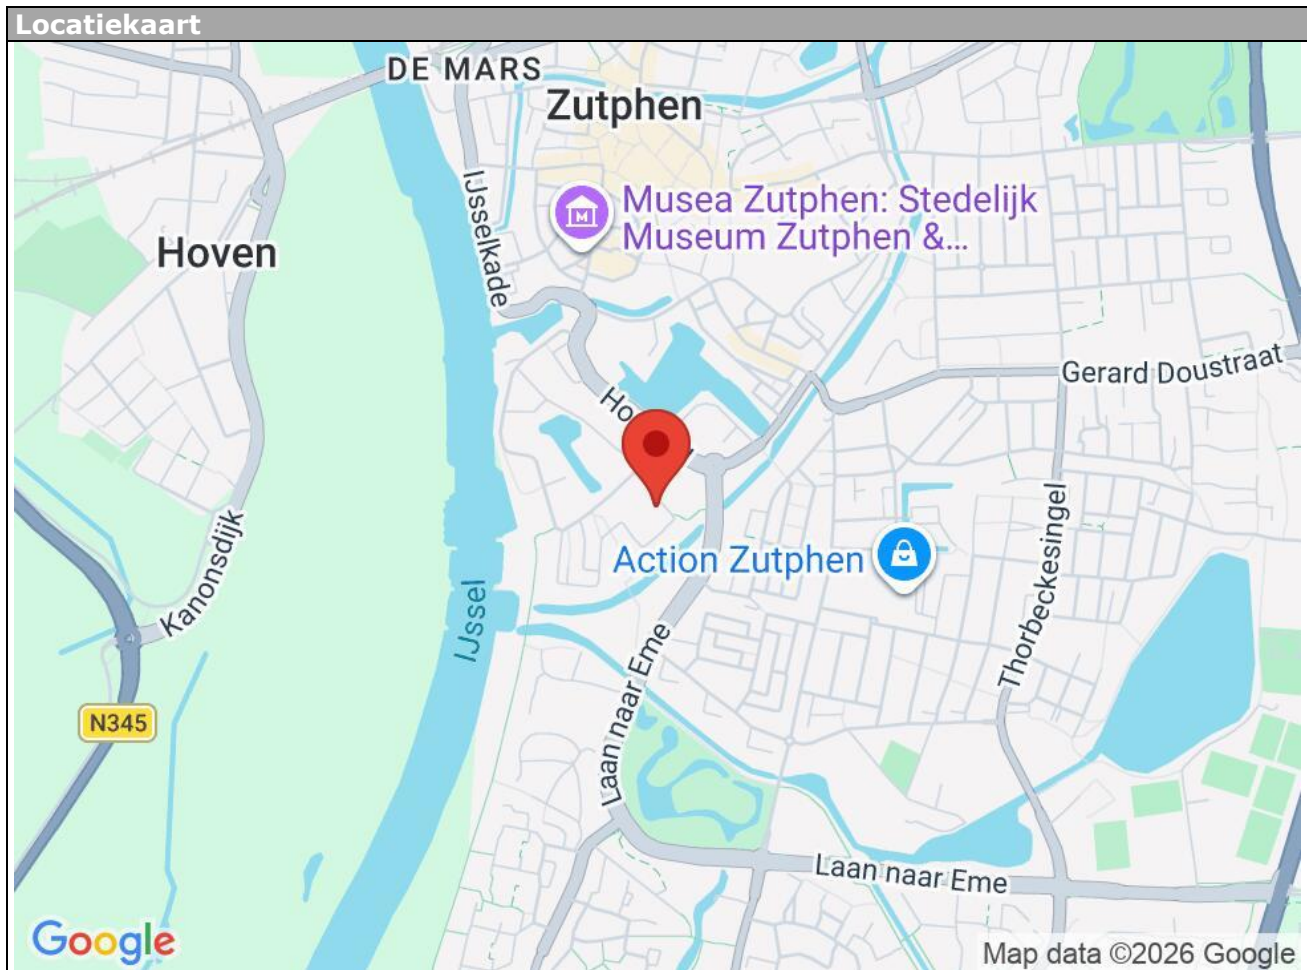 Locatiekaart
DE MARS
Zutphen
IJsselkade
Musea Zutphen: Stedelijk
Museum Zutphen &...
Hoven
Gerard Doustraat
Ho
Kanonsdijk
Action Zutphen
Thorbeckesingel
IJssel
Laan naar Eme
N345
Laan naar Eme
Google
Map data ©2026 Google